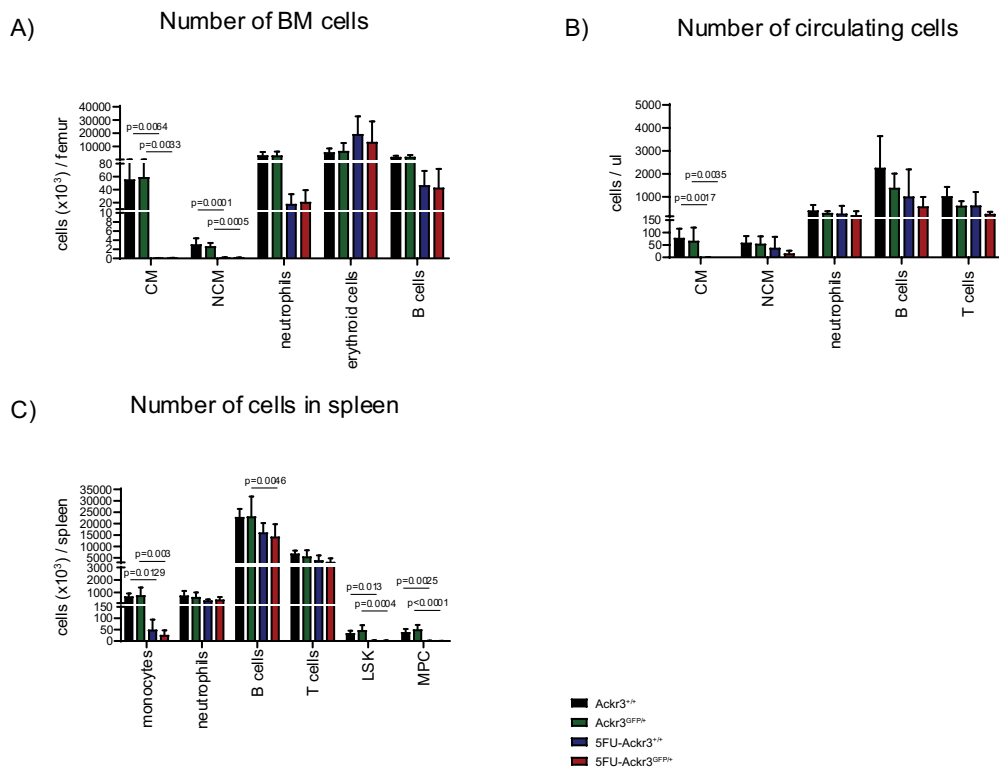 A)
Number of BM cells
cells (x10^3) / femur
40000
30000
20000
10000
80
60
40
20
10
8
6
4
2
0
p=0.0064
p=0.0033
p=0.0001
p=0.0005
CM
NCM
neutrophils
erythroid cells
B cells
B)
Number of circulating cells
cells / ul
5000
4000
3000
2000
1000
150
100
50
0
p=0.0035
p=0.0017
CM
NCM
neutrophils
B cells
T cells
C)
Number of cells in spleen
cells (x10^3) / spleen
35000
30000
25000
20000
15000
10000
5000
3000
2000
1000
150
100
50
0
p=0.003
p=0.0129
p=0.0046
p=0.013
p=0.0004
p=0.0025
p<0.0001
monocytes
neutrophils
B cells
T cells
LSK
MPC
Ackr3+/+
Ackr3GFP/+
5FU-Ackr3+/+
5FU-Ackr3GFP/+